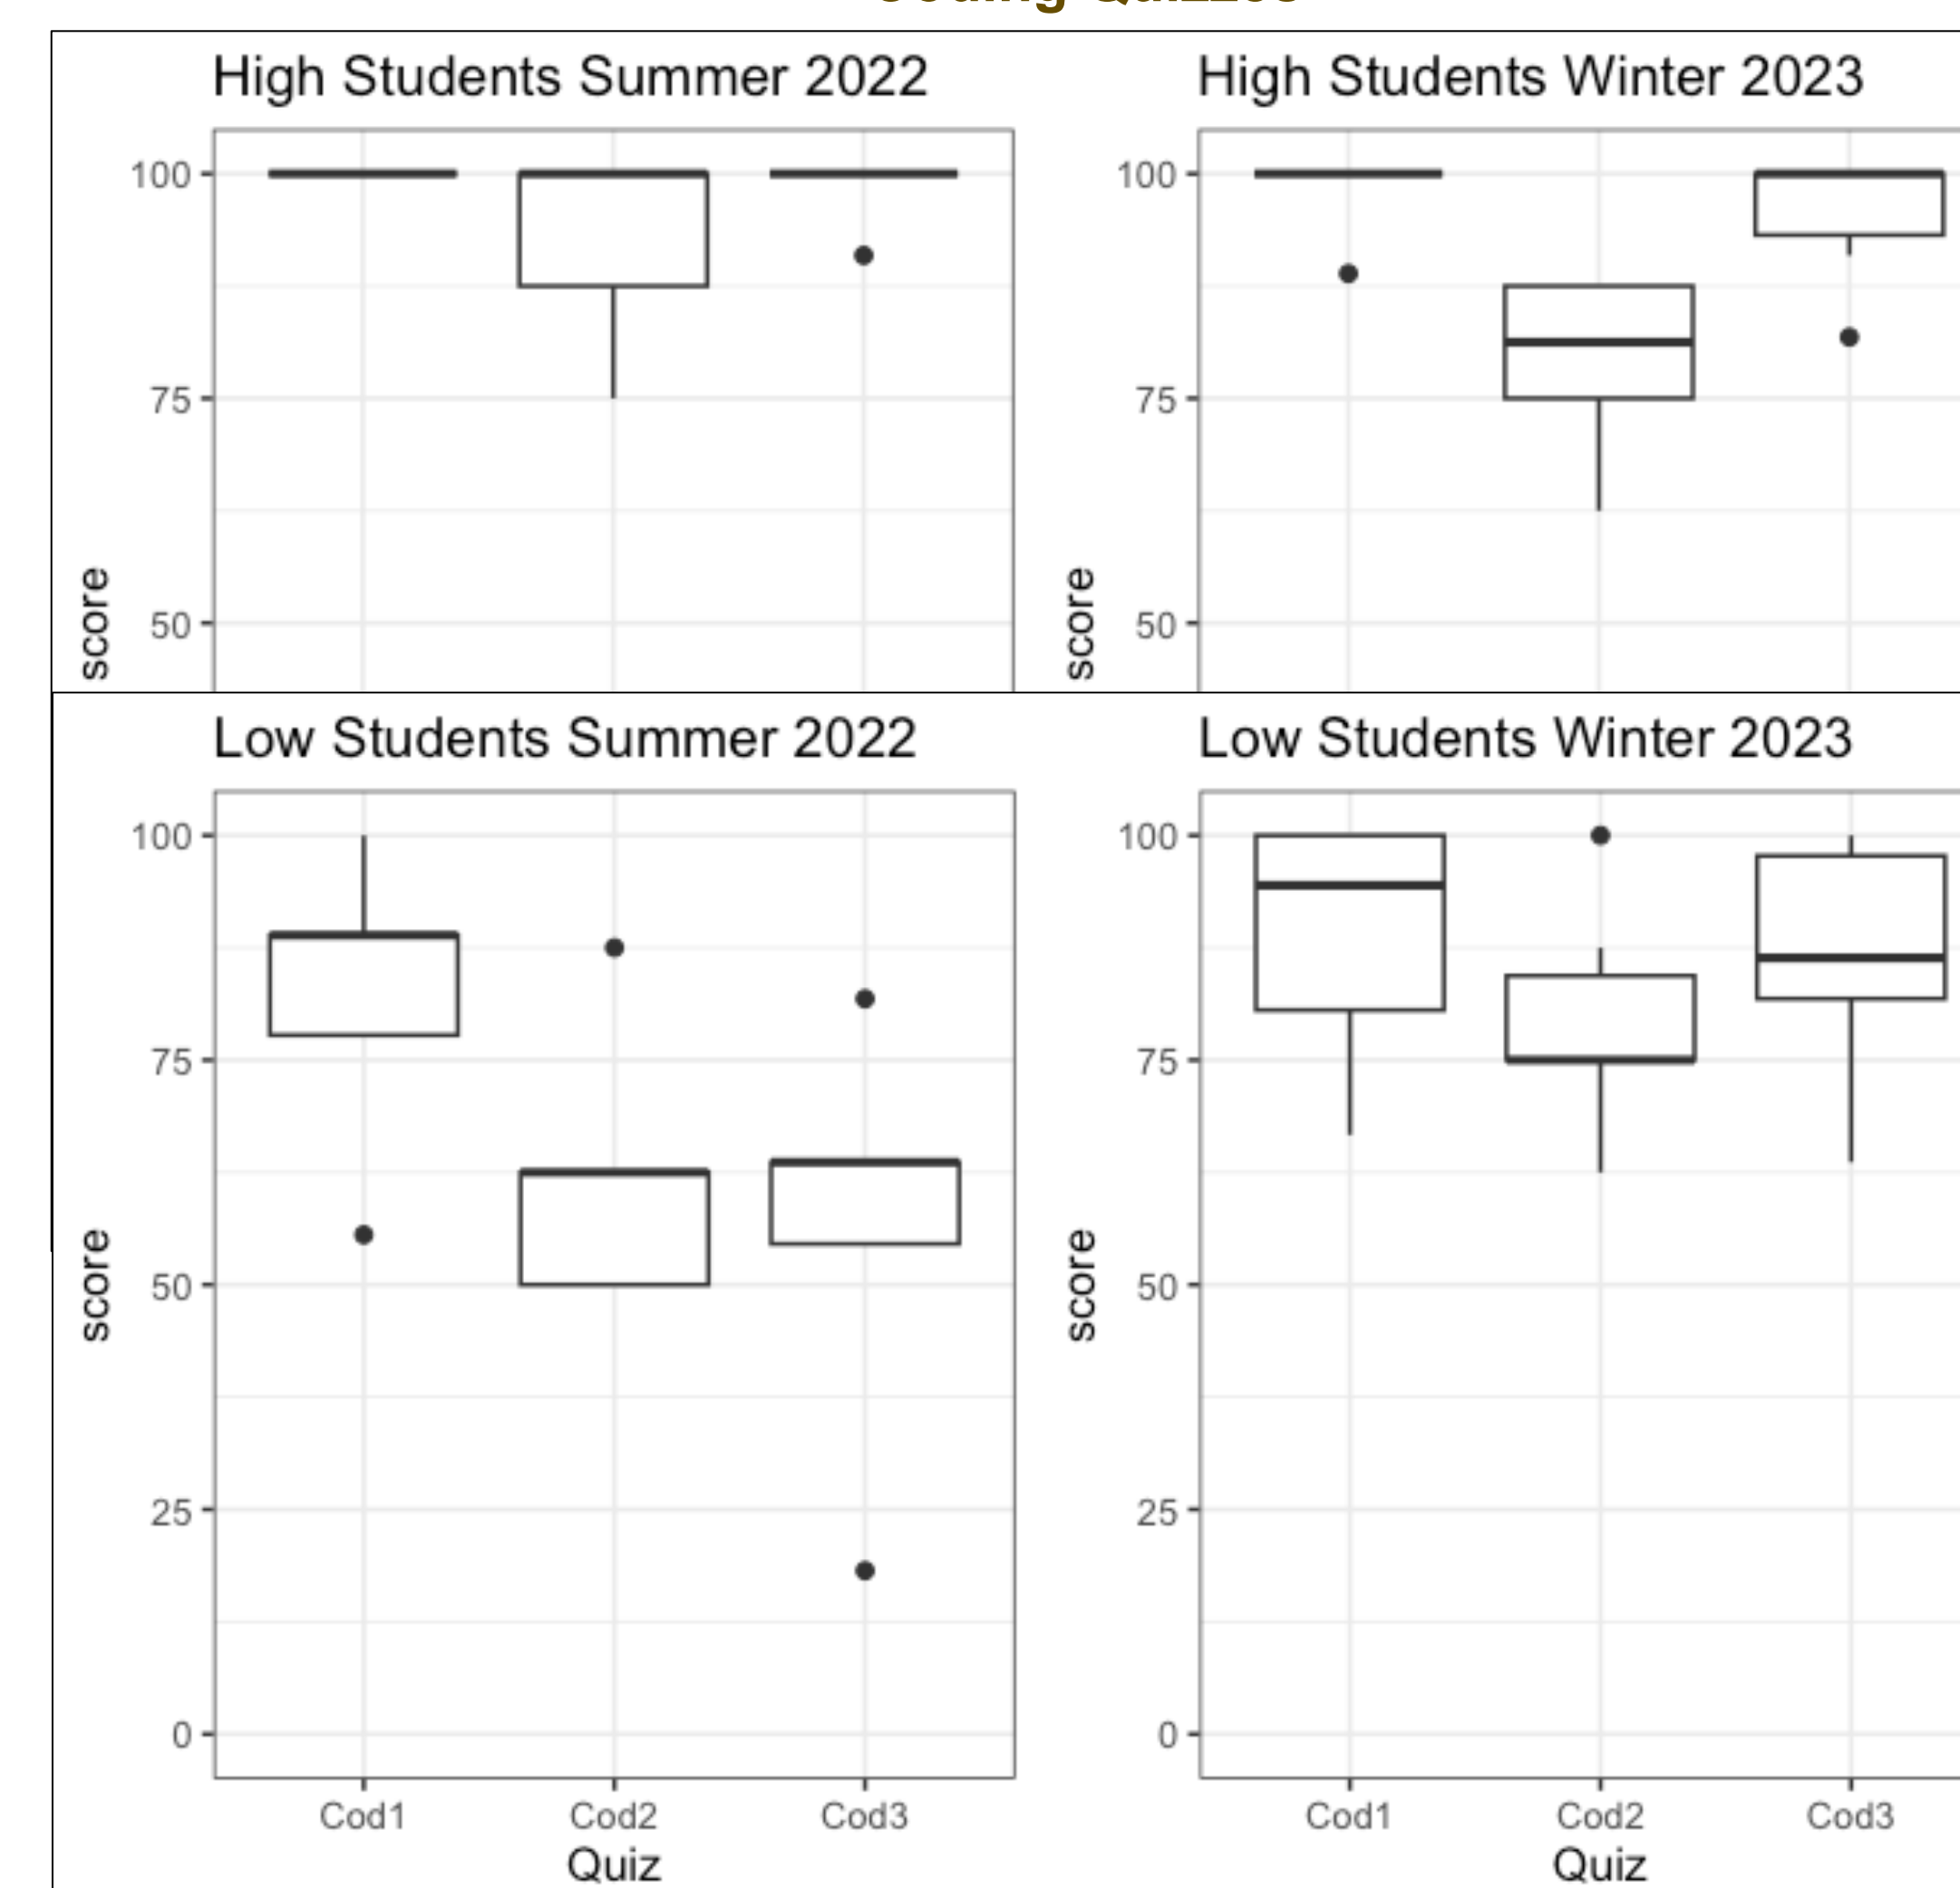 High Students Summer 2022
100
75
50
score
High Students Winter 2023
100
75
50
score
Low Students Summer 2022
100
75
50
25
0
score
Cod1 Cod2 Cod3
Quiz
Low Students Winter 2023
100
75
50
25
0
score
Cod1 Cod2 Cod3
Quiz